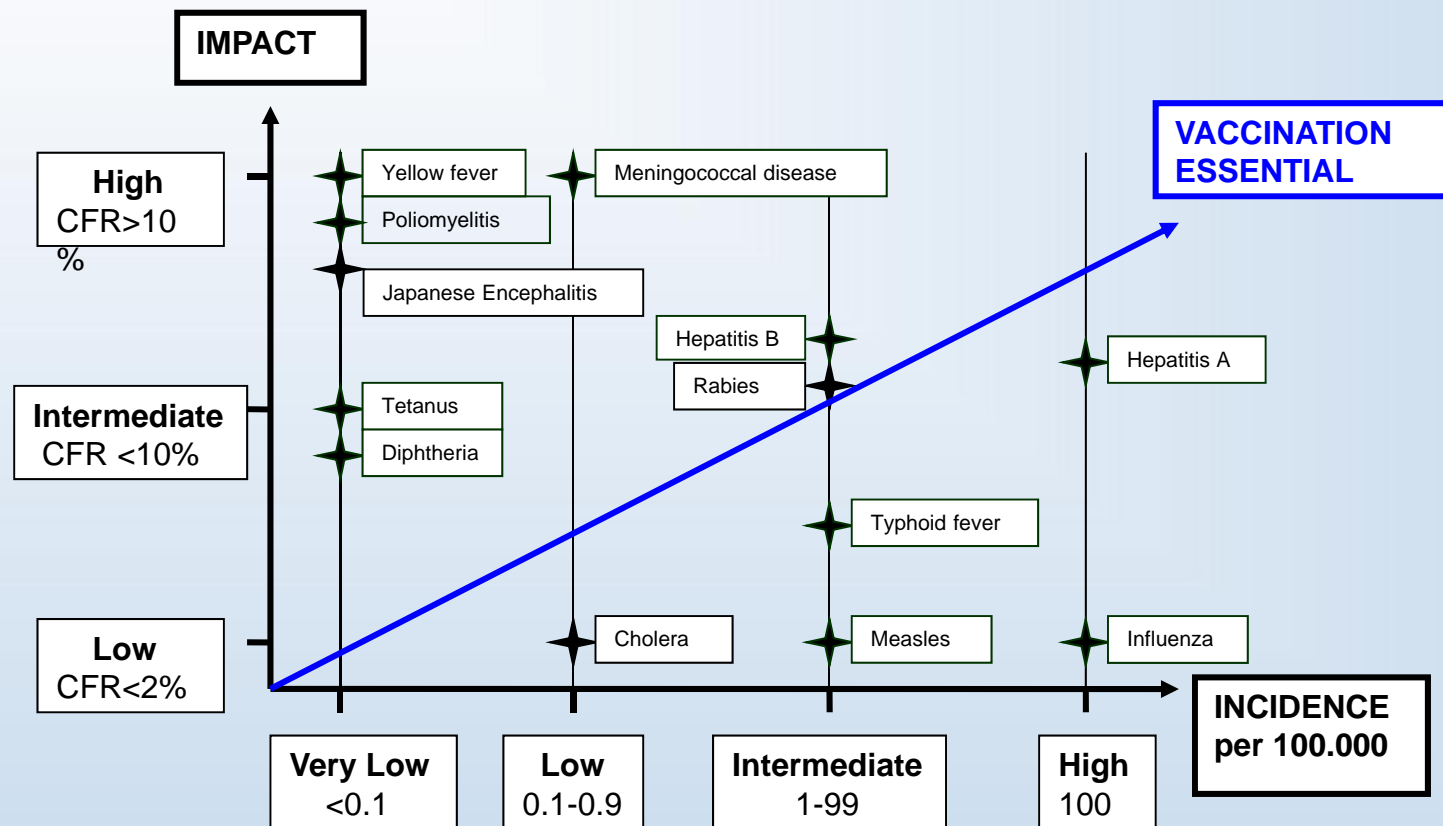 IMPACT
VACCINATION
ESSENTIAL
High
CFR>10
%
Yellow fever
Meningococcal disease
Poliomyelitis
Japanese Encephalitis
Hepatitis B
Hepatitis A
Rabies
Intermediate
CFR <10%
Tetanus
Diphtheria
Typhoid fever
Low
CFR<2%
Cholera
Measles
Influenza
INCIDENCE
per 100.000
Very Low
<0.1
Low
0.1-0.9
Intermediate
1-99
High
100